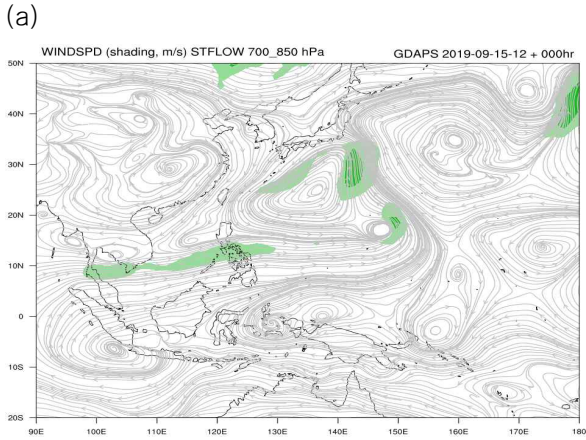 (a)
WINDSPD (shading, m/s) STFLOW 700_850 hPa GDAPS 2019-09-15-12 + 000hr
50N
40N
30N
20N
10N
0
10S
20S
90E 100E 110E 120E 130E 140E 150E 160E 170E 180